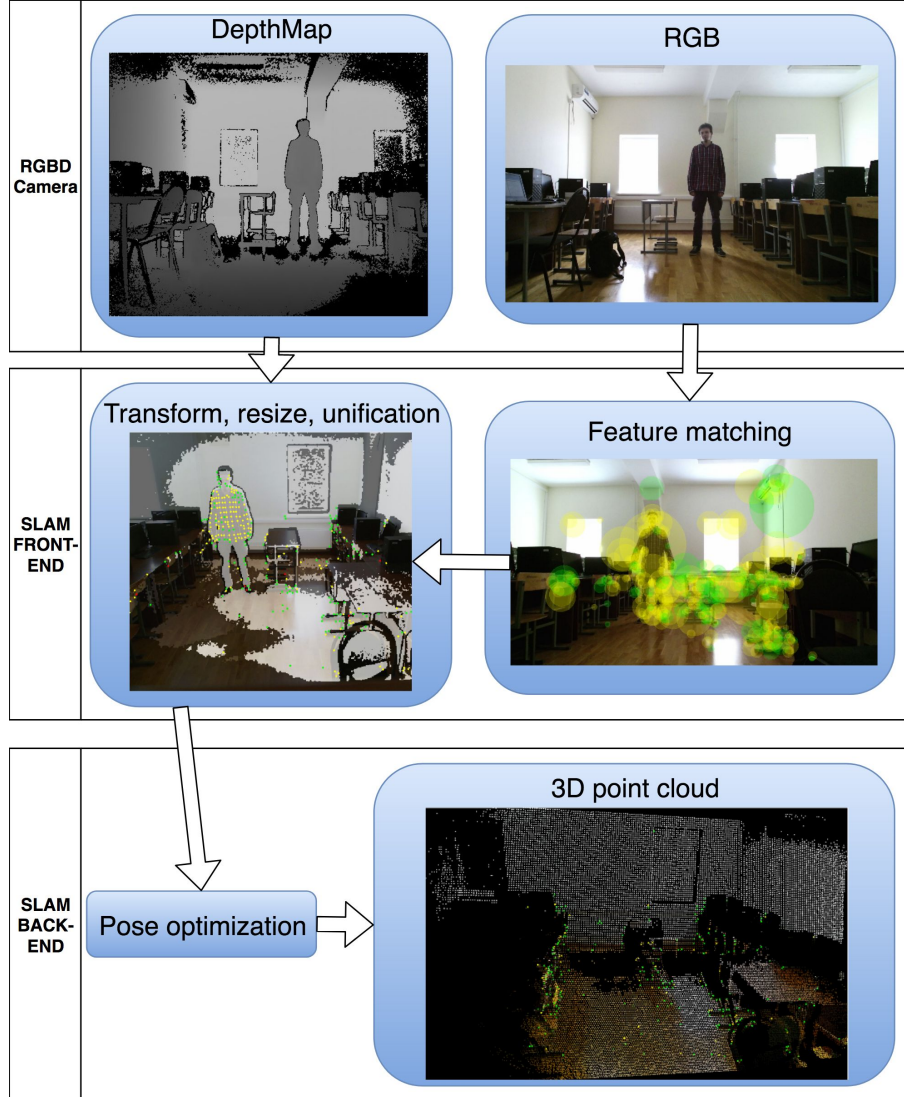 DepthMap
RGB
RGBD
Camera
Transform, resize, unification
Feature matching
SLAM
FRONT-
END
3D point cloud
SLAM
BACK-
END
Pose optimization